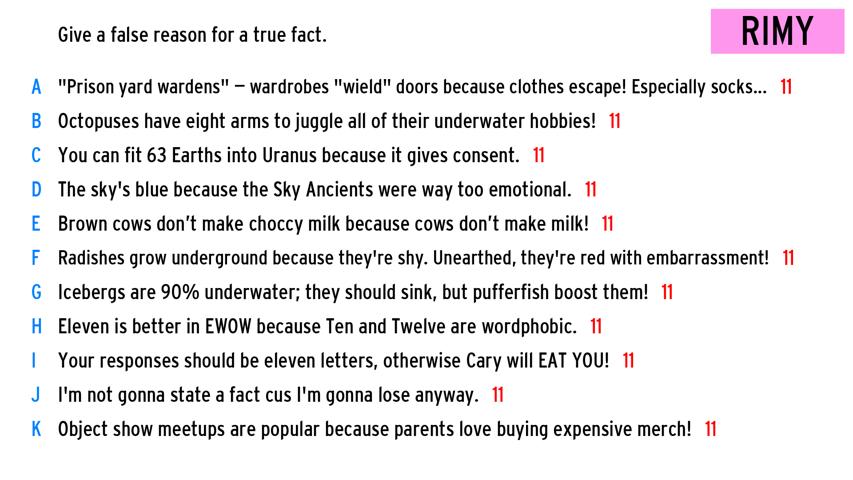 Give a false reason for a true fact.
RIMY
A "Prison yard wardens" – wardrobes "wield" doors because clothes escape! Especially socks... 11
B Octopuses have eight arms to juggle all of their underwater hobbies! 11
C You can fit 63 Earths into Uranus because it gives consent. 11
D The sky's blue because the Sky Ancients were way too emotional. 11
E Brown cows don’t make choccy milk because cows don’t make milk! 11
F Radishes grow underground because they're shy. Unearthed, they're red with embarrassment! 11
G Icebergs are 90% underwater; they should sink, but pufferfish boost them! 11
H Eleven is better in EWOW because Ten and Twelve are wordphobic. 11
I Your responses should be eleven letters, otherwise Cary will EAT YOU! 11
J I'm not gonna state a fact cus I'm gonna lose anyway. 11
K Object show meetups are popular because parents love buying expensive merch! 11